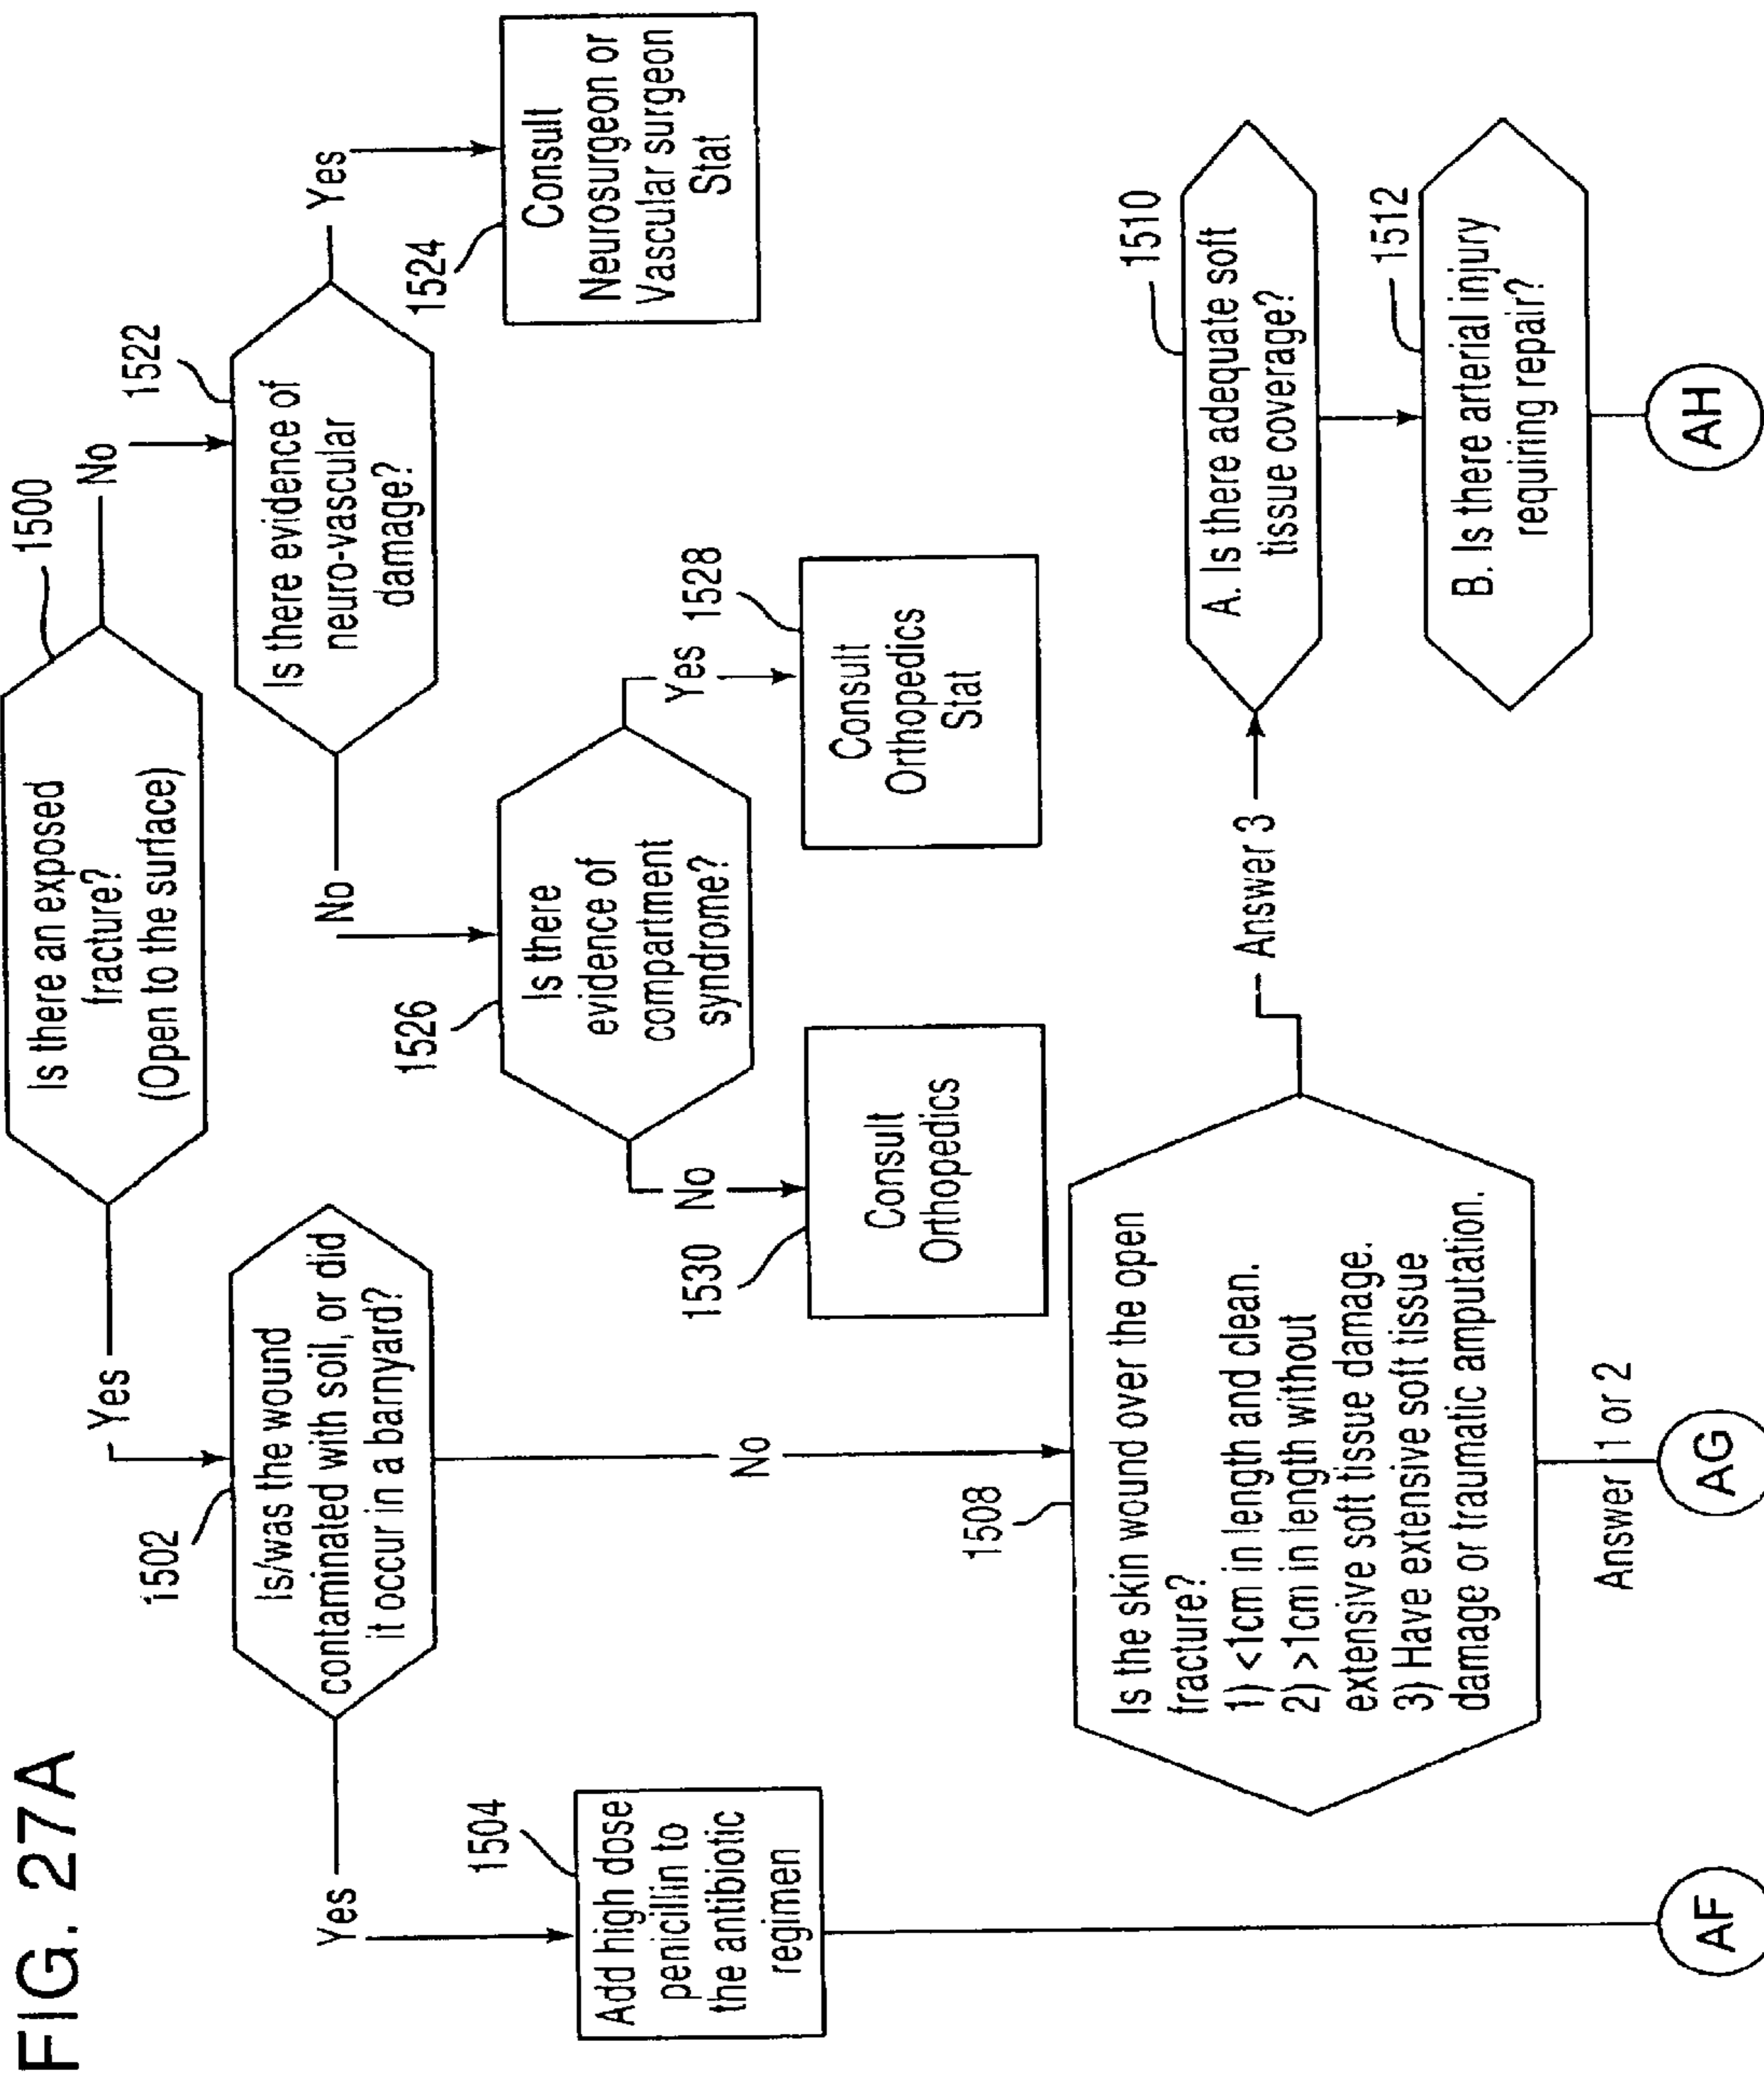 FIG. 27A
1500
Is there an exposed
fracture?
(Open to the surface)
Yes
No
1502
Is/was the wound
contaminated with soil, or did
it occur in a barnyard?
1522
Is there evidence of
neuro-vascular
damage?
Yes
No
Yes
1504
Add high dose
penicillin to
the antibiotic
regimen
No
1526
Is there
evidence of
compartment
syndrome?
1524
Consult
Neurosurgeon or
Vascular surgeon
Stat
No
Yes
1530
Consult
Orthopedics
1528
Consult
Orthopedics
Stat
1508
Is the skin wound over the open
fracture?
1) <1cm in length and clean.
2) >1cm in length without
extensive soft tissue damage.
3) Have extensive soft tissue
damage or traumatic amputation.
Answer 3
1510
A. Is there adequate soft
tissue coverage?
1512
B. Is there arterial injury
requiring repair?
Answer 1 or 2
AF
AG
AH